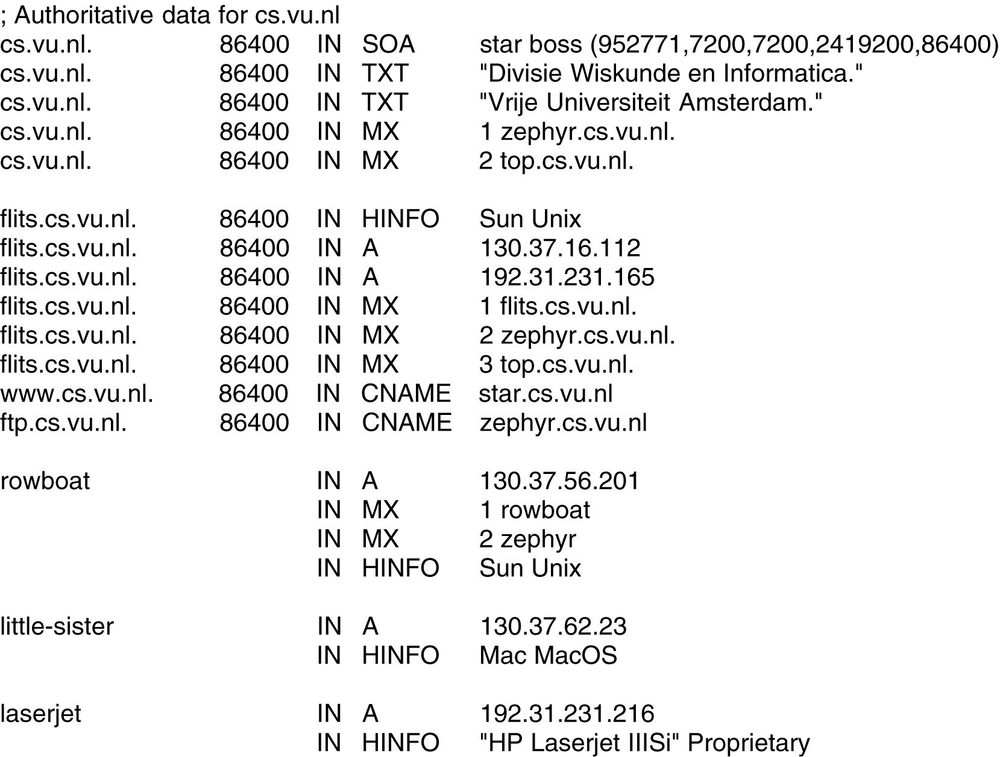 ; Authoritative data for cs.vu.nl
cs.vu.nl. 86400 IN SOA star boss (952771,7200,7200,2419200,86400)
cs.vu.nl. 86400 IN TXT "Divisie Wiskunde en Informatica."
cs.vu.nl. 86400 IN TXT "Vrije Universiteit Amsterdam."
cs.vu.nl. 86400 IN MX 1 zephyr.cs.vu.nl.
cs.vu.nl. 86400 IN MX 2 top.cs.vu.nl.
flits.cs.vu.nl. 86400 IN HINFO Sun Unix
flits.cs.vu.nl. 86400 IN A 130.37.16.112
flits.cs.vu.nl. 86400 IN A 192.31.231.165
flits.cs.vu.nl. 86400 IN MX 1 flits.cs.vu.nl.
flits.cs.vu.nl. 86400 IN MX 2 zephyr.cs.vu.nl.
flits.cs.vu.nl. 86400 IN MX 3 top.cs.vu.nl.
www.cs.vu.nl. 86400 IN CNAME star.cs.vu.nl
ftp.cs.vu.nl. 86400 IN CNAME zephyr.cs.vu.nl
rowboat IN A 130.37.56.201
IN MX 1 rowboat
IN MX 2 zephyr
IN HINFO Sun Unix
little-sister IN A 130.37.62.23
IN HINFO Mac MacOS
laserjet IN A 192.31.231.216
IN HINFO "HP Laserjet IIISi" Proprietary